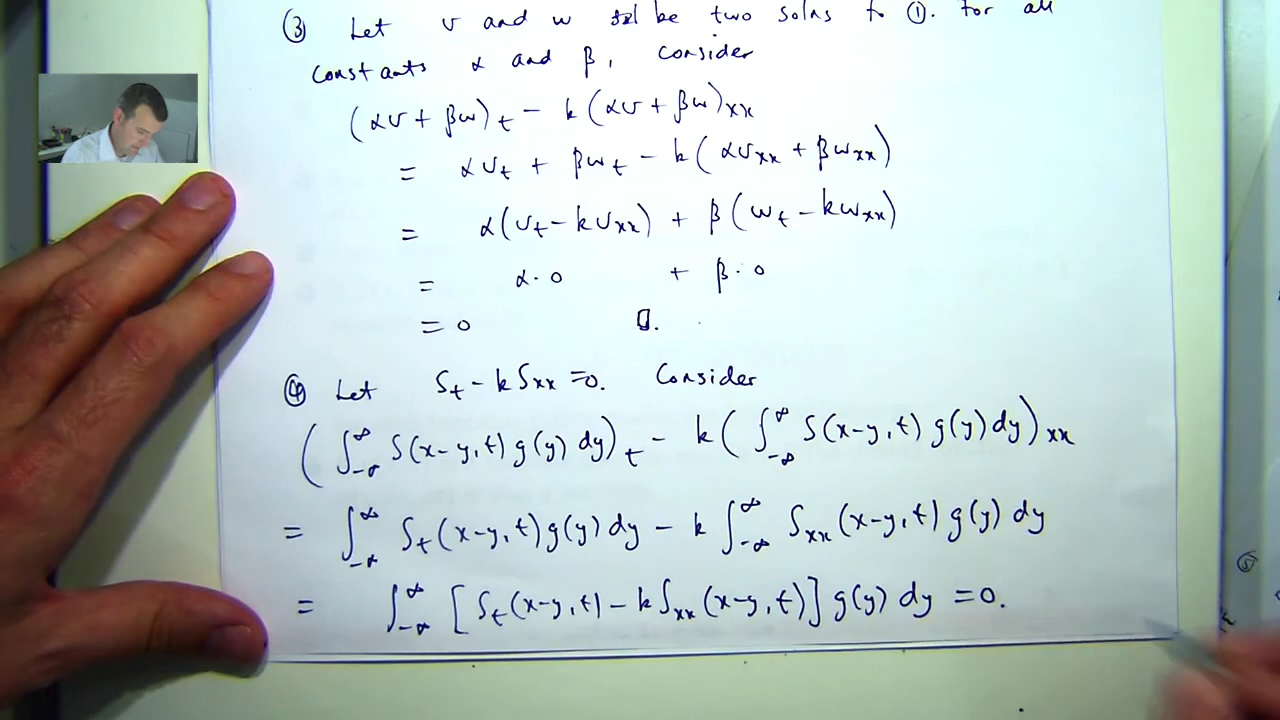 ③ Let v and w be two solns to ①. For all
constants α and β, consider
(αv + βw)_t − k(αv + βw)_xx
= αv_t + βw_t − k(αv_xx + βw_xx)
= α(v_t − kv_xx) + β(w_t − kw_xx)
= α·0 + β·0
= 0 □.
④ Let S_t − kS_xx = 0. Consider
(∫_{-∞}^{∞} S(x−y,t) g(y) dy)_t − k(∫_{-∞}^{∞} S(x−y,t) g(y) dy)_xx
= ∫_{-∞}^{∞} S_t(x−y,t) g(y) dy − k ∫_{-∞}^{∞} S_xx(x−y,t) g(y) dy
= ∫_{-∞}^{∞} [S_t(x−y,t) − kS_xx(x−y,t)] g(y) dy = 0.
⑤